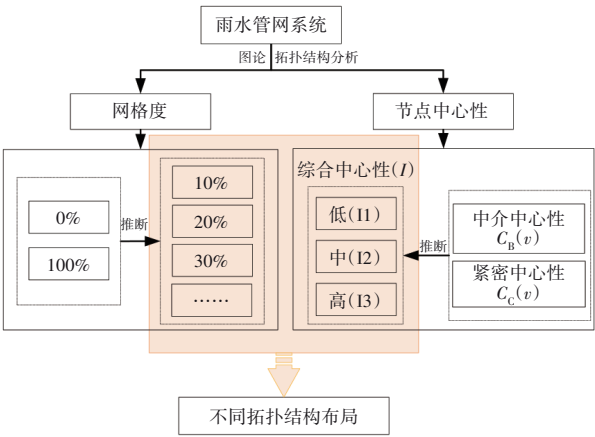 雨水管网系统
图论 拓扑结构分析
网格度
节点中心性
0%
100%
推断
10%
20%
30%
……
综合中心性(I)
低(I1)
中(I2)
高(I3)
推断
中介中心性
C_B(v)
紧密中心性
C_C(v)
不同拓扑结构布局